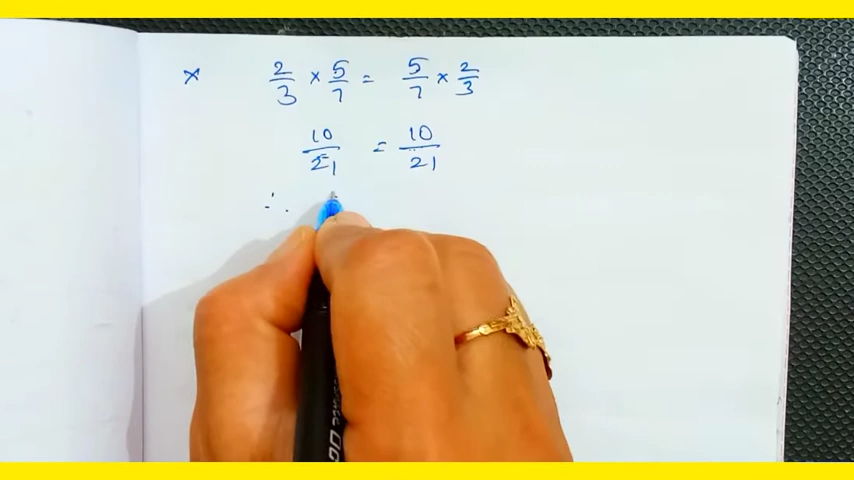 × 2/3 × 5/7 = 5/7 × 2/3
10/21 = 10/21
∴